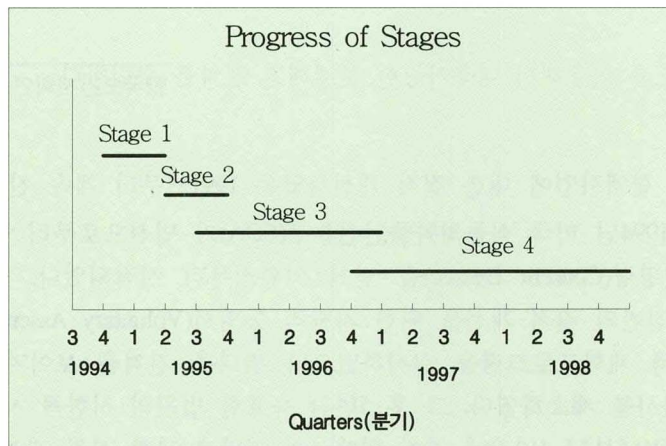 Progress of Stages
Stage 1
Stage 2
Stage 3
Stage 4
3 4 1 2 3 4 1 2 3 4 1 2 3 4 1 2 3 4
1994 1995 1996 1997 1998
Quarters(분기)